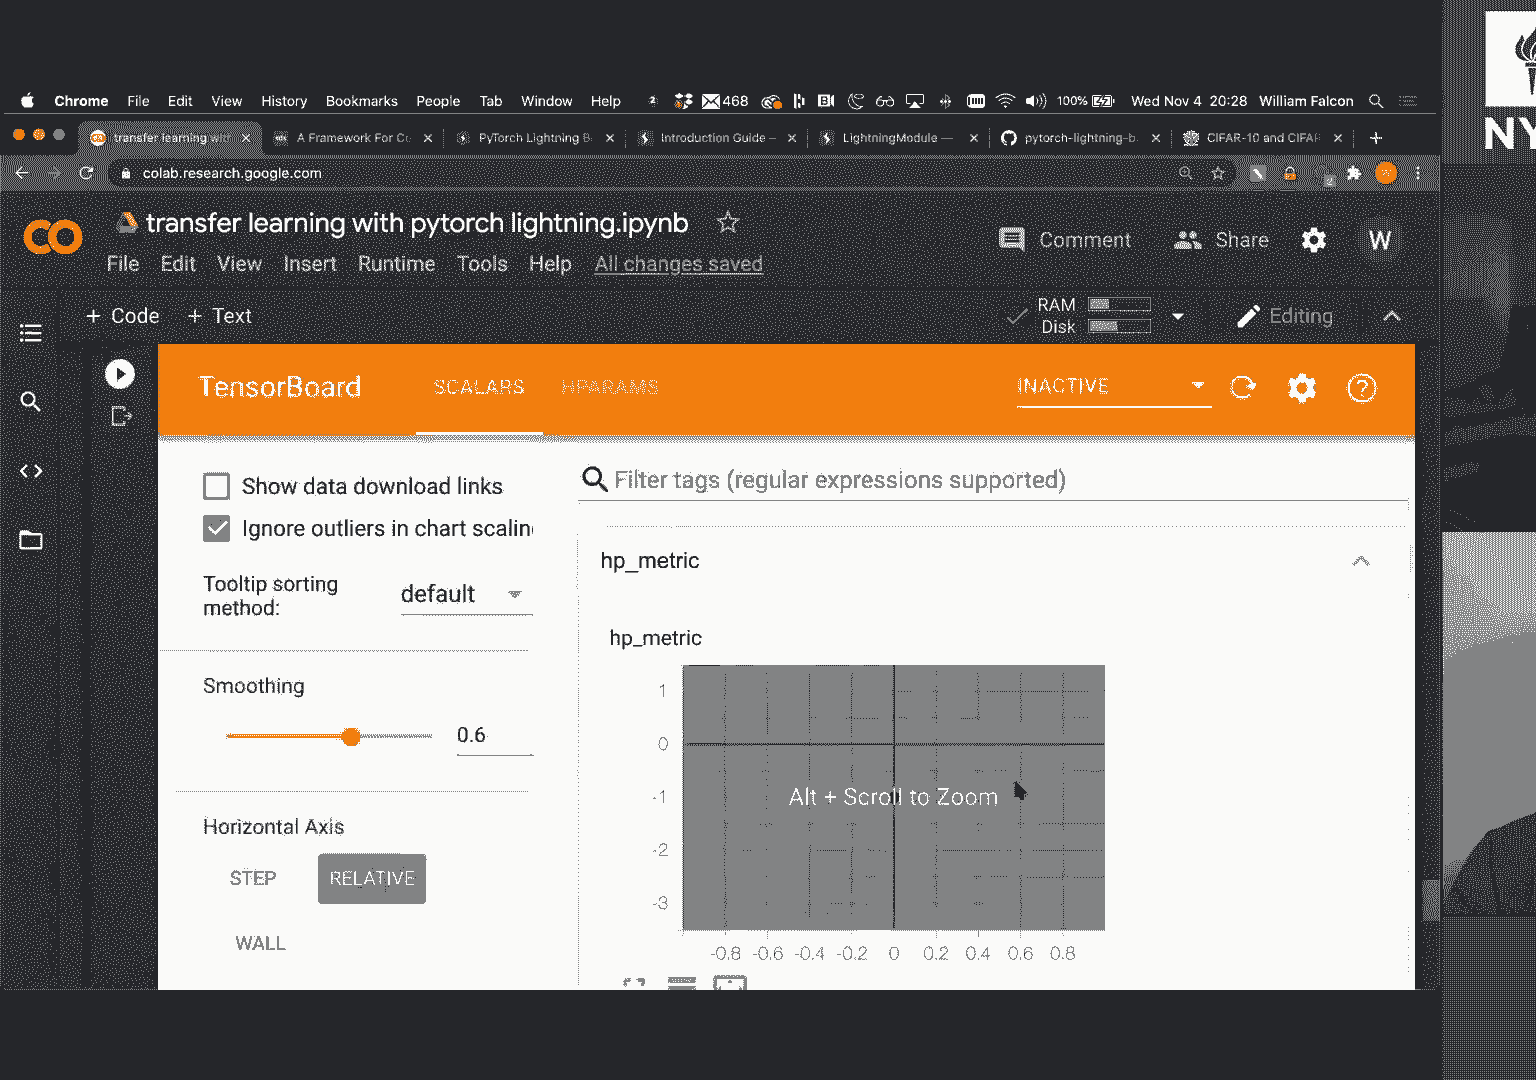 Chrome File Edit View History Bookmarks People Tab Window Help 468 100% Wed Nov 4 20:28 William Falcon
transfer learning with A Framework For Co PyTorch Lightning B Introduction Guide – LightningModule — pytorch-lightning-b CIFAR-10 and CIFAR
colab.research.google.com
transfer learning with pytorch lightning.ipynb
Comment Share W
File Edit View Insert Runtime Tools Help All changes saved
+ Code + Text
RAM
Disk
Editing
TensorBoard SCALARS HPARAMS INACTIVE
Show data download links
Filter tags (regular expressions supported)
Ignore outliers in chart scalin
hp_metric
Tooltip sorting
method:
default
hp_metric
Smoothing
0.6
Horizontal Axis
STEP RELATIVE
WALL
1
0
-1
-2
-3
Alt + Scroll to Zoom
-0.8 -0.6 -0.4 -0.2 0 0.2 0.4 0.6 0.8
NY